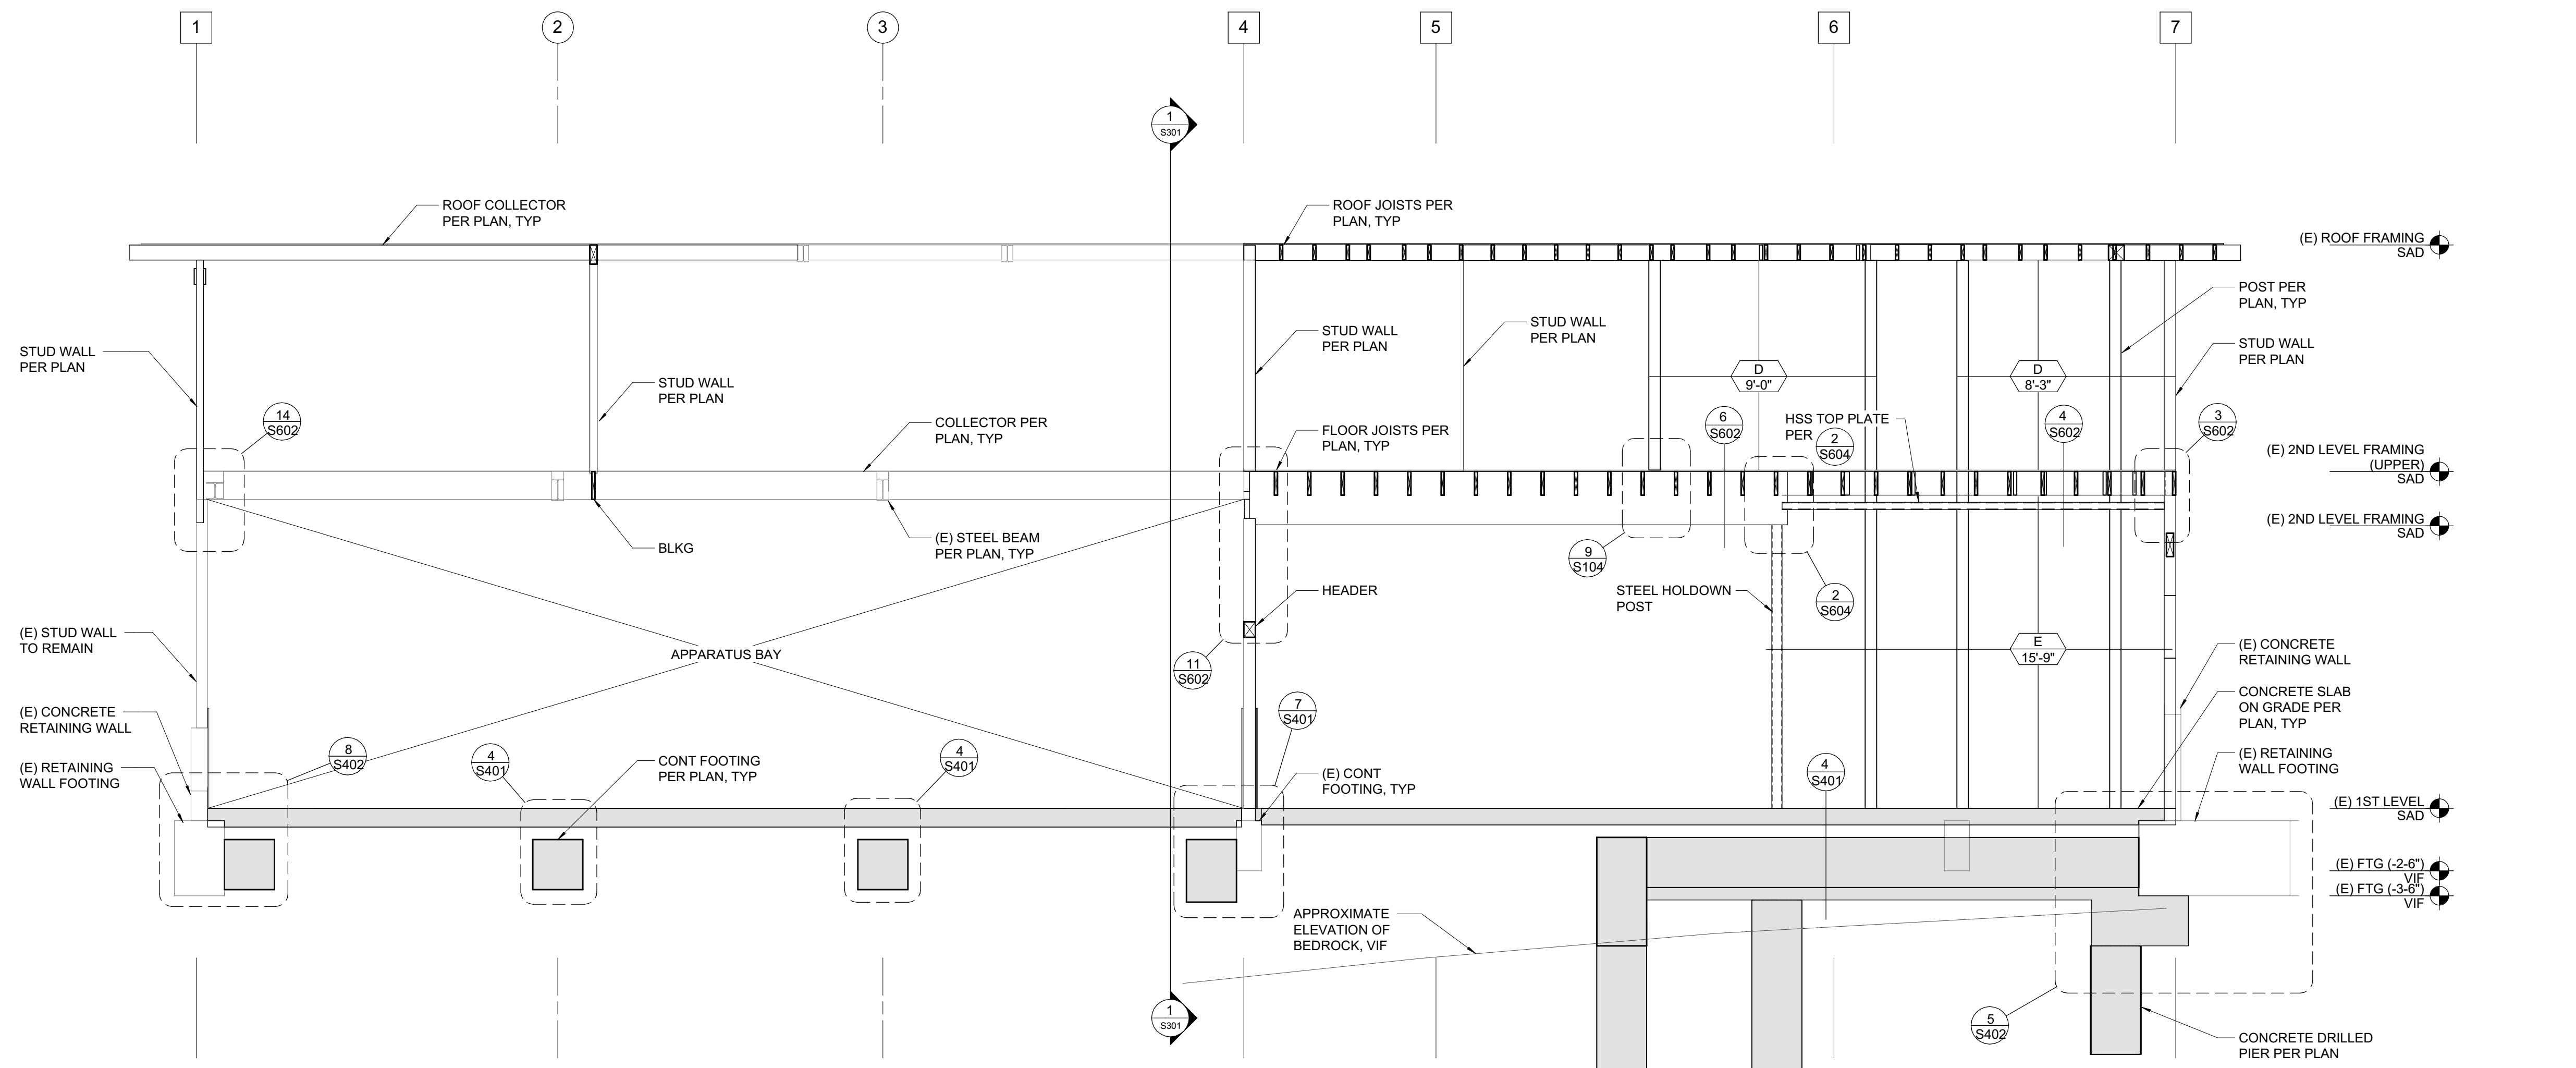 1
2
3
4
5
6
7
1
S301
ROOF COLLECTOR
PER PLAN, TYP
ROOF JOISTS PER
PLAN, TYP
(E) ROOF FRAMING
SAD
POST PER
PLAN, TYP
STUD WALL
PER PLAN
STUD WALL
PER PLAN
STUD WALL
PER PLAN
STUD WALL
PER PLAN
STUD WALL
PER PLAN
D
9'-0"
D
8'-3"
14
S602
COLLECTOR PER
PLAN, TYP
FLOOR JOISTS PER
PLAN, TYP
6
S602
HSS TOP PLATE
PER
2
S604
4
S602
3
S602
(E) 2ND LEVEL FRAMING
(UPPER)
SAD
(E) 2ND LEVEL FRAMING
SAD
BLKG
(E) STEEL BEAM
PER PLAN, TYP
9
S104
HEADER
STEEL HOLDOWN
POST
2
S604
(E) STUD WALL
TO REMAIN
APPARATUS BAY
11
S602
E
15'-9"
(E) CONCRETE
RETAINING WALL
(E) CONCRETE
RETAINING WALL
CONCRETE SLAB
ON GRADE PER
PLAN, TYP
7
S401
(E) RETAINING
WALL FOOTING
8
S402
4
S401
CONT FOOTING
PER PLAN, TYP
4
S401
(E) CONT
FOOTING, TYP
4
S401
(E) RETAINING
WALL FOOTING
(E) 1ST LEVEL
SAD
(E) FTG (-2-6")
VIF
(E) FTG (-3-6")
VIF
APPROXIMATE
ELEVATION OF
BEDROCK, VIF
1
S301
5
S402
CONCRETE DRILLED
PIER PER PLAN